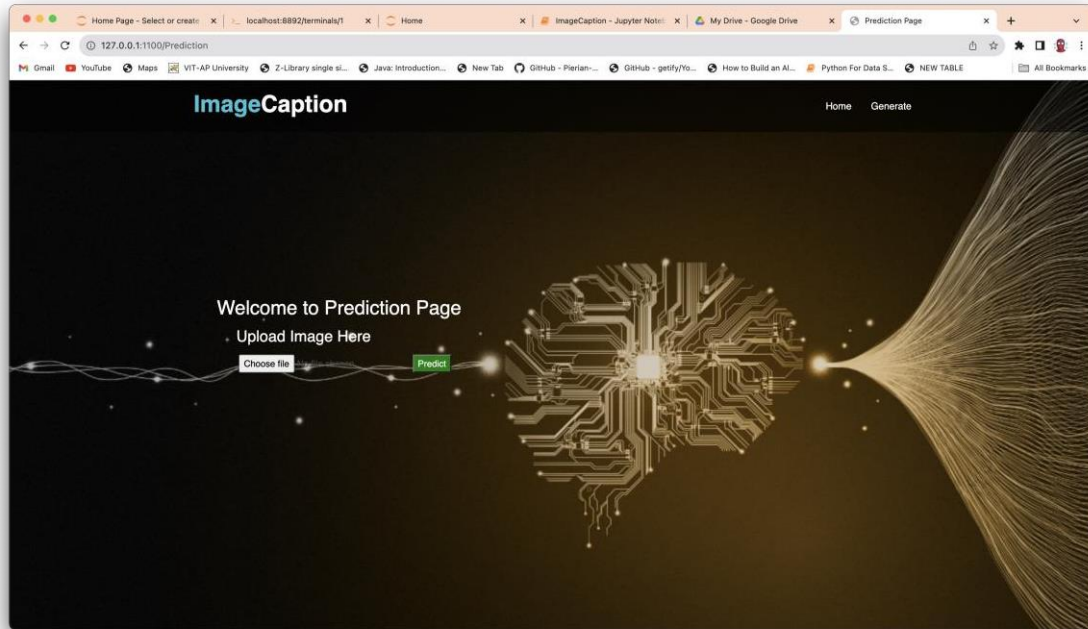 Home Page - Select or create
localhost:8892/terminals/1
Home
ImageCaption - Jupyter Note
My Drive - Google Drive
Prediction Page
127.0.0.1:1100/Prediction
Gmail
YouTube
Maps
VIT-AP University
Z-Library single si...
Java: Introduction...
New Tab
GitHub - Pierian-...
GitHub - getify/Yo...
How to Build an AI...
Python For Data S...
NEW TABLE
All Bookmarks
ImageCaption
Home
Generate
Welcome to Prediction Page
Upload Image Here
Choose file No file chosen
Predict